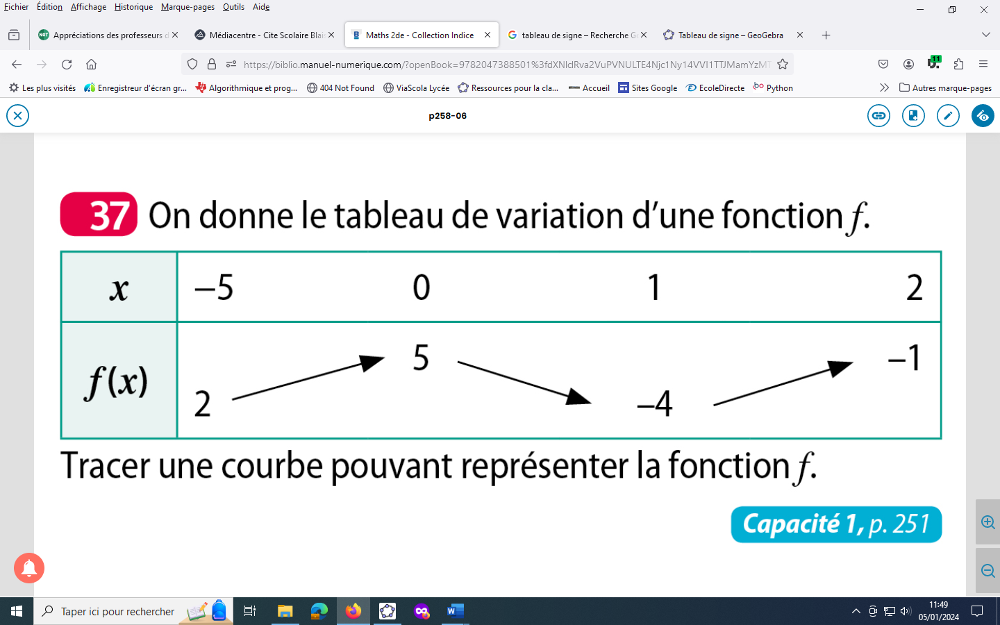 Fichier Édition Affichage Historique Marque-pages Outils Aide
Appréciations des professeurs d
Médiacentre - Cite Scolaire Blais
Maths 2de - Collection Indice
tableau de signe – Recherche G
Tableau de signe – GeoGebra
https://biblio.manuel-numerique.com/?openBook=9782047388501%3fdXNlclRva2VuPVNULTE4Njc1Ny14VVI1TTJMamYzMT
11
Les plus visités Enregistreur d'écran gr... Algorithmique et prog... 404 Not Found ViaScola Lycée Ressources pour la cla... Accueil Sites Google EcoleDirecte Python Autres marque-pages
p258-06
37 On donne le tableau de variation d'une fonction f.
x –5 0 1 2
f(x) 2 5 –4 –1
Tracer une courbe pouvant représenter la fonction f.
Capacité 1, p. 251
Taper ici pour rechercher
11:49
05/01/2024